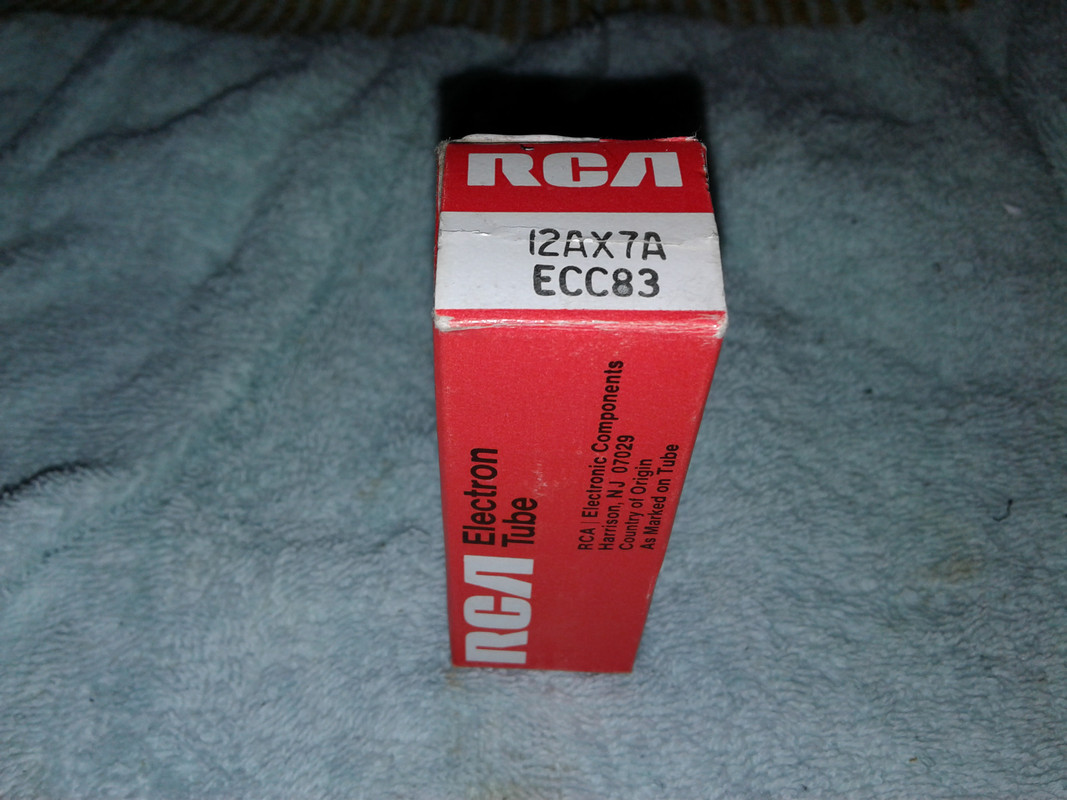 RCA
12AX7A
ECC83
RCA Electron
Tube
RCA | Electronic Components
Harrison, NJ 07029
Country of Origin
As Marked on Tube